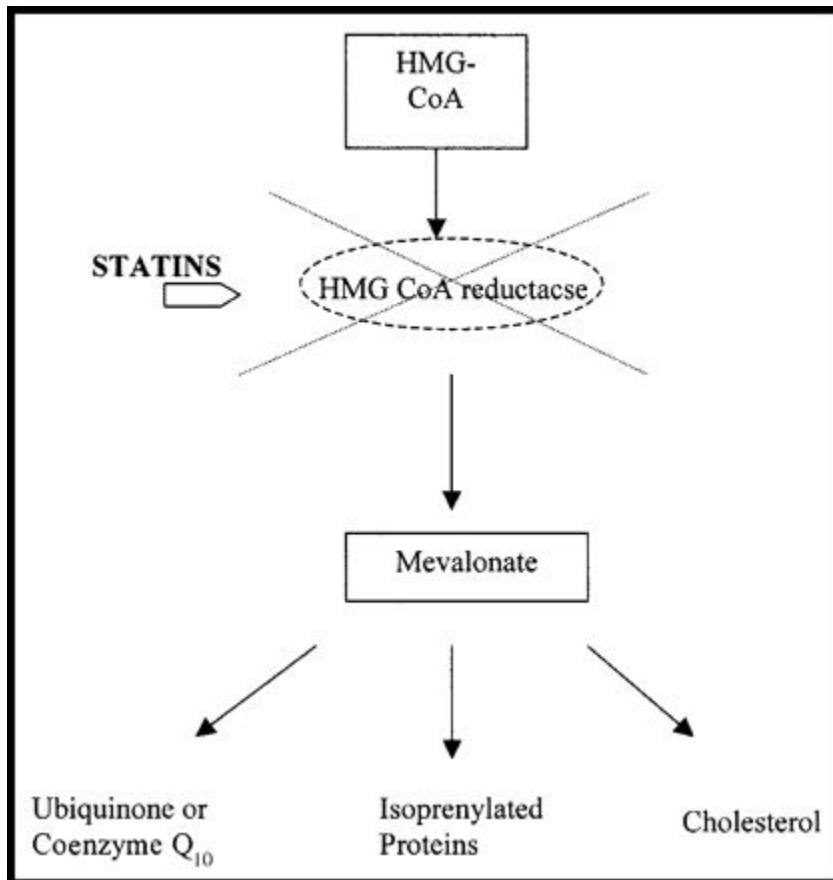 HMG-
CoA
STATINS
HMG CoA reductacse
Mevalonate
Ubiquinone or
Coenzyme Q10
Isoprenylated
Proteins
Cholesterol